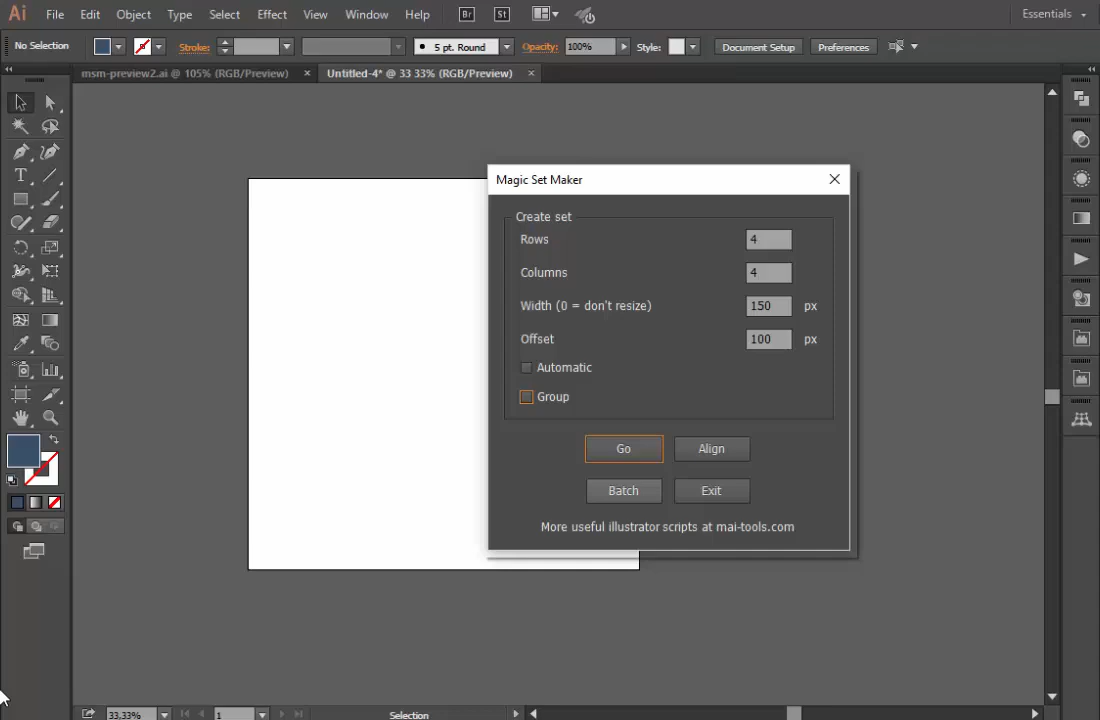 Ai File Edit Object Type Select Effect View Window Help Br St Essentials
No Selection Stroke: 5 pt. Round Opacity: 100% Style: Document Setup Preferences
msm-preview2.ai @ 105% (RGB/Preview) × Untitled-4* @ 33 33% (RGB/Preview) ×
Magic Set Maker
Create set
Rows 4
Columns 4
Width (0 = don't resize) 150 px
Offset 100 px
Automatic
Group
Go Align
Batch Exit
More useful illustrator scripts at mai-tools.com
33,33% 1 Selection